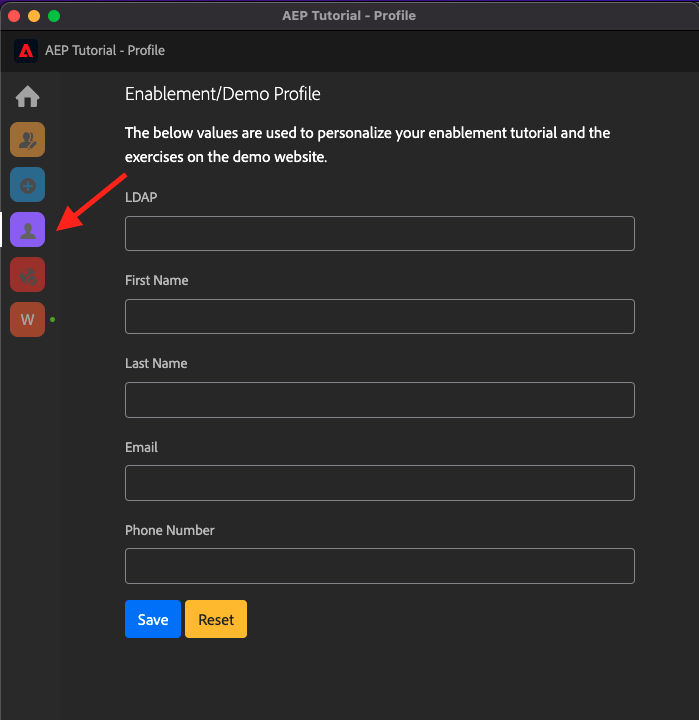 AEP Tutorial - Profile
AEP Tutorial - Profile
Enablement/Demo Profile
The below values are used to personalize your enablement tutorial and the
exercises on the demo website.
LDAP
First Name
Last Name
W
Email
Phone Number
Save Reset